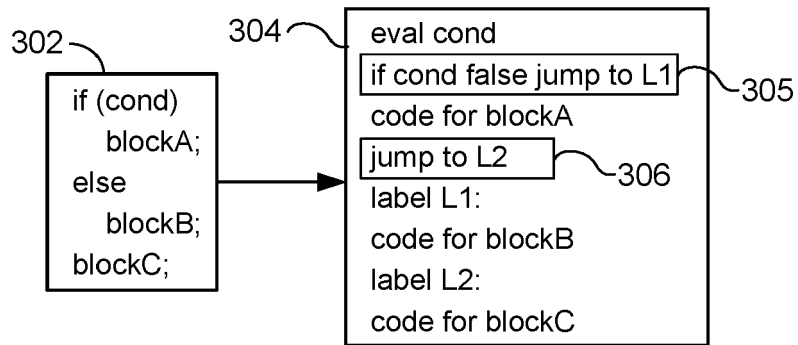 302
if (cond)
blockA;
else
blockB;
blockC;
304
eval cond
if cond false jump to L1
305
code for blockA
jump to L2
306
label L1:
code for blockB
label L2:
code for blockC